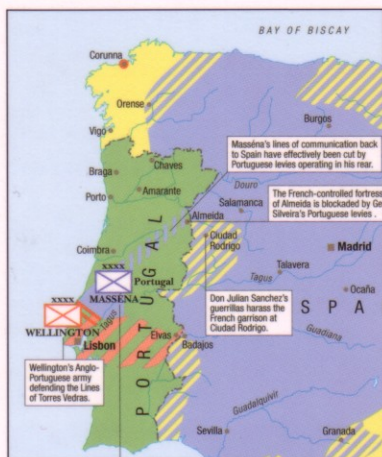 BAY OF BISCAY
Corunna
Orense
Burgos
Vigo
Masséna's lines of communication back
to Spain have effectively been cut by
Portuguese levies operating in his rear.
Chaves
Braga
Amarante
Douro
Porto
The French-controlled fortress
of Almeida is blockaded by Ge
Silveira's Portuguese levies .
Salamanca
Almeida
Ciudad
Rodrigo
Coimbra
Madrid
Tagus
Talavera
XXXX
Portugal
MASSENA
Ocaña
Don Julian Sanchez's
guerrillas harass the
French garrison at
Ciudad Rodrigo.
SPA
XXXX
WELLINGTON
Tagus
Lisbon
PORTUGAL
Elvas
Badajos
Guadiana
Wellington's Anglo-
Portuguese army
defending the Lines
of Torres Vedras.
Guadelquivir
Sevilla
Granada